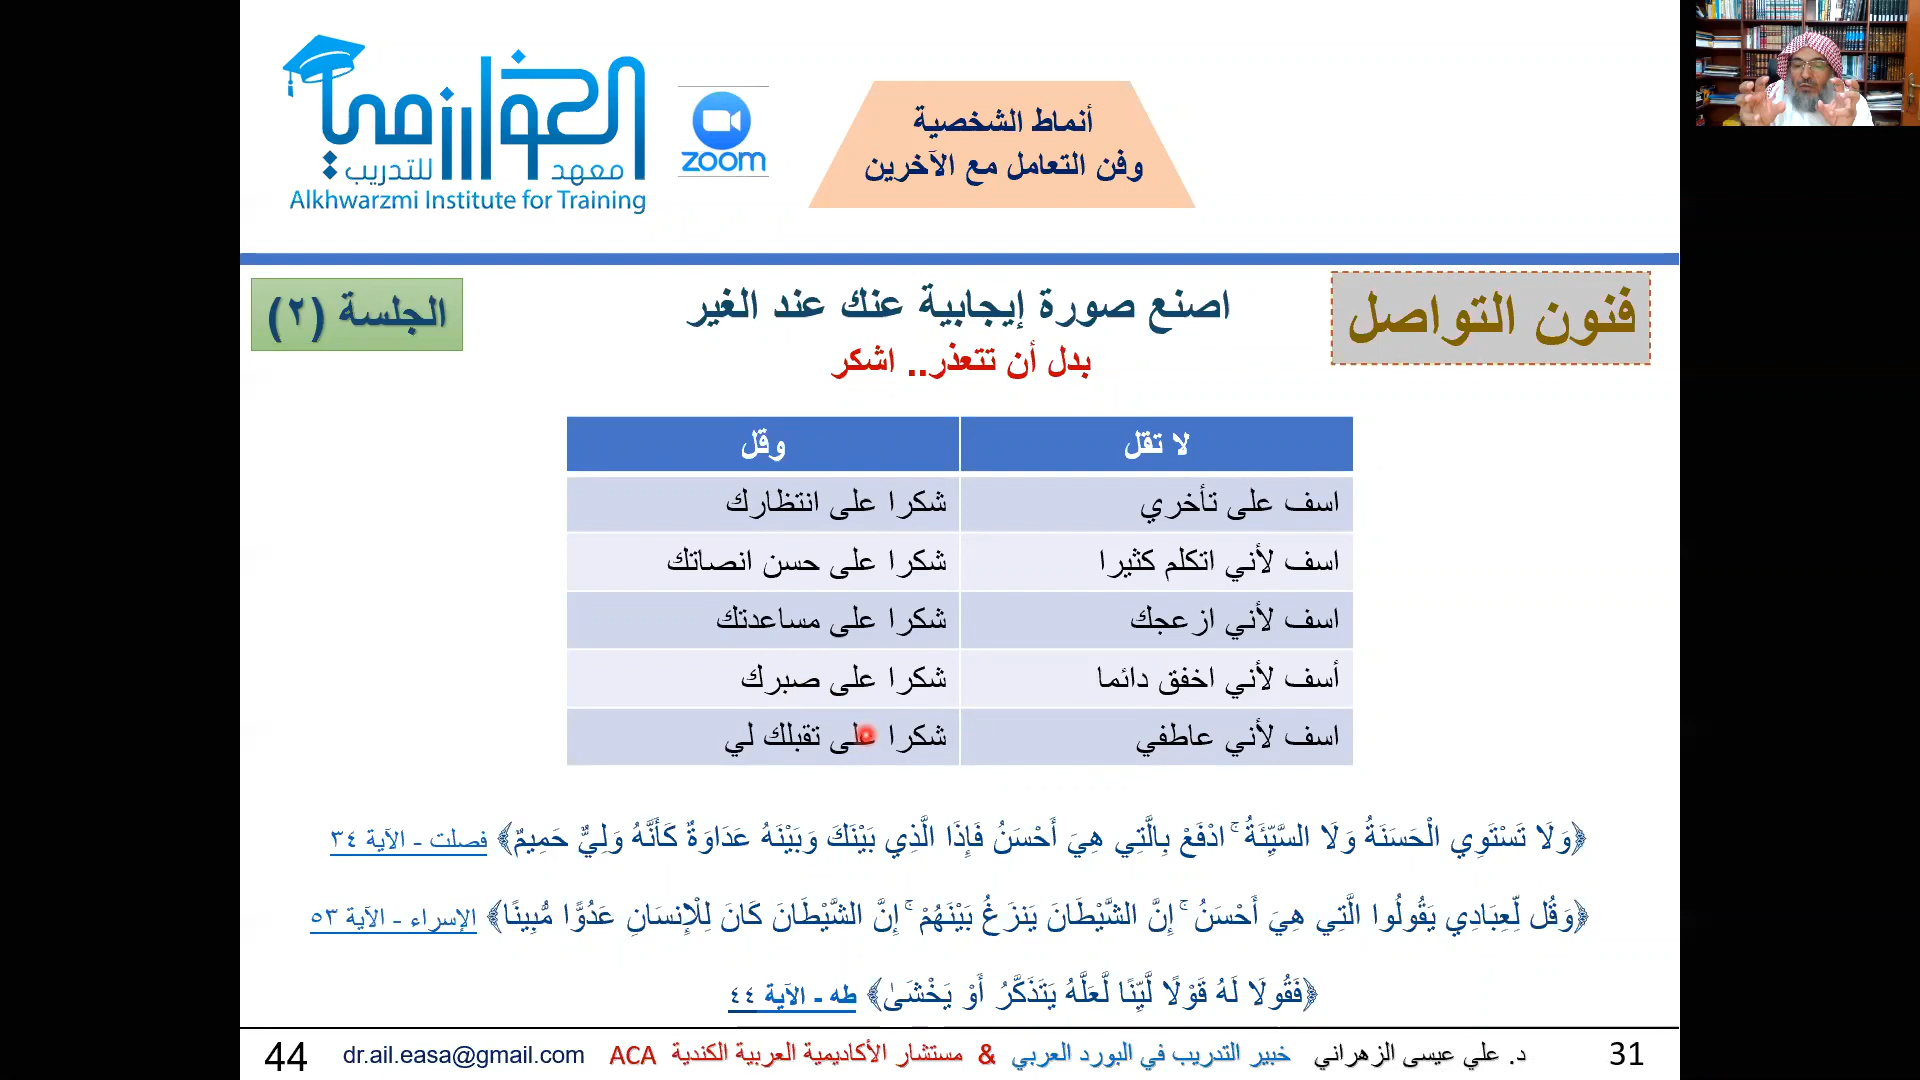 الخوارزمي
معهد للتدريب
Alkhwarzmi Institute for Training
zoom
أنماط الشخصية
وفن التعامل مع الآخرين
فنون التواصل
اصنع صورة إيجابية عنك عند الغير
الجلسة (٢)
بدل أن تتعذر.. اشكر
لا تقل وقل
اسف على تأخري شكرا على انتظارك
اسف لأني اتكلم كثيرا شكرا على حسن انصاتك
اسف لأني ازعجك شكرا على مساعدتك
أسف لأني اخفق دائما شكرا على صبرك
اسف لأني عاطفي شكرا على تقبلك لي
﴿وَلَا تَسْتَوِي الْحَسَنَةُ وَلَا السَّيِّئَةُ ۚ ادْفَعْ بِالَّتِي هِيَ أَحْسَنُ فَإِذَا الَّذِي بَيْنَكَ وَبَيْنَهُ عَدَاوَةٌ كَأَنَّهُ وَلِيٌّ حَمِيمٌ﴾ فصلت - الآية ٣٤
﴿وَقُل لِّعِبَادِي يَقُولُوا الَّتِي هِيَ أَحْسَنُ ۚ إِنَّ الشَّيْطَانَ يَنزَغُ بَيْنَهُمْ ۚ إِنَّ الشَّيْطَانَ كَانَ لِلْإِنسَانِ عَدُوًّا مُّبِينًا﴾ الإسراء - الآية ٥٣
﴿فَقُولَا لَهُ قَوْلًا لَّيِّنًا لَّعَلَّهُ يَتَذَكَّرُ أَوْ يَخْشَىٰ﴾ طه - الآية ٤٤
31 د. علي عيسى الزهراني خبير التدريب في البورد العربي & مستشار الأكاديمية العربية الكندية ACA dr.ail.easa@gmail.com 44